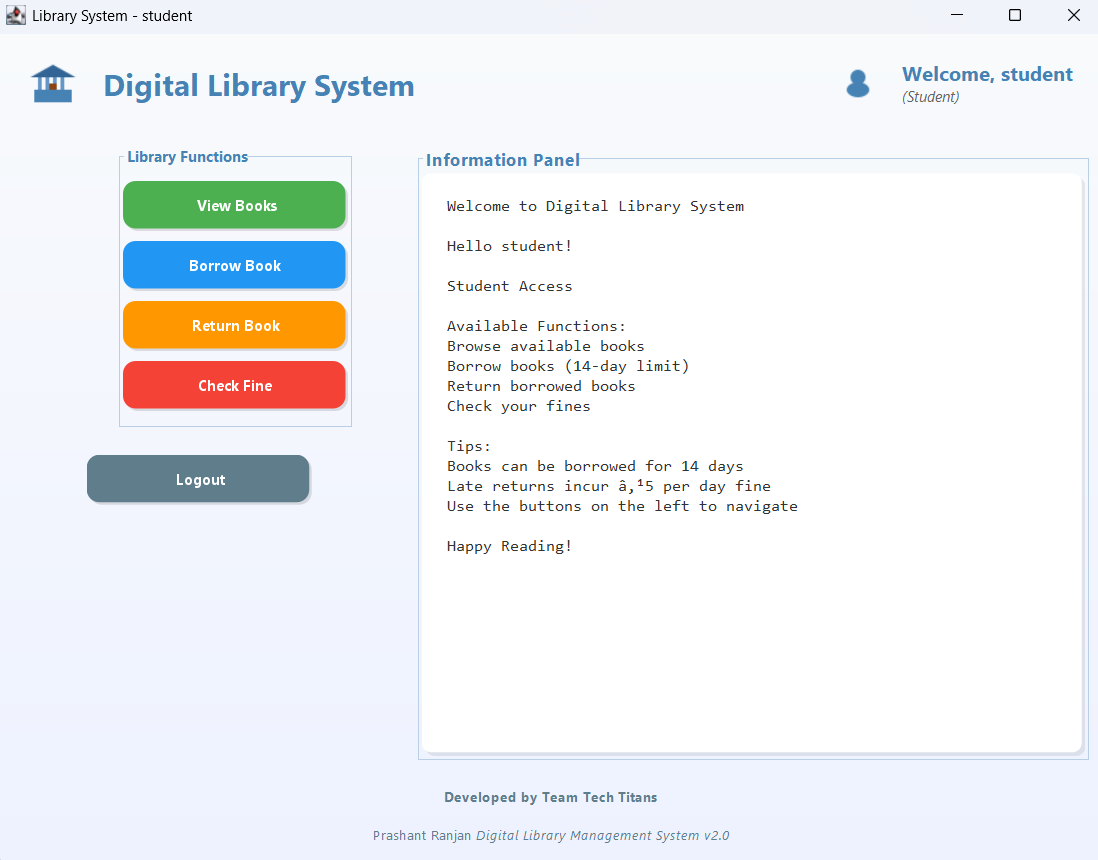 Library System - student
Digital Library System
Welcome, student
(Student)
Library Functions
View Books
Borrow Book
Return Book
Check Fine
Logout
Information Panel
Welcome to Digital Library System
Hello student!
Student Access
Available Functions:
Browse available books
Borrow books (14-day limit)
Return borrowed books
Check your fines
Tips:
Books can be borrowed for 14 days
Late returns incur â‚¹5 per day fine
Use the buttons on the left to navigate
Happy Reading!
Developed by Team Tech Titans
Prashant Ranjan Digital Library Management System v2.0